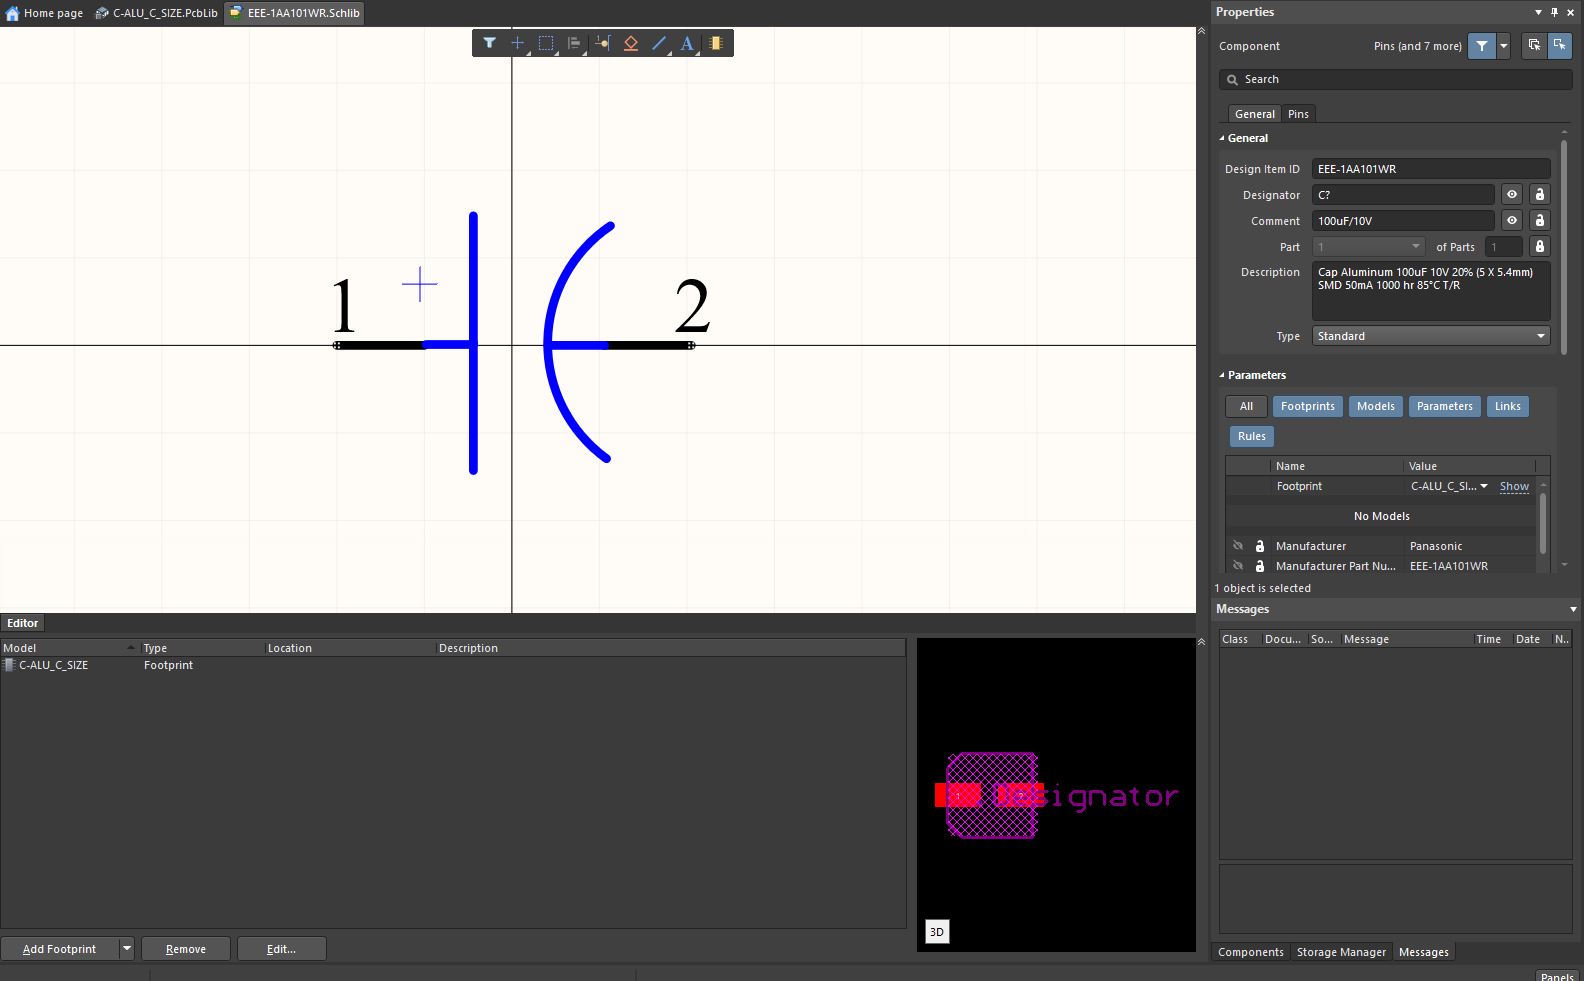 Home page C-ALU_C_SIZE.PcbLib EEE-1AA101WR.Schlib
A
1
2
Editor
Model Type Location Description
C-ALU_C_SIZE Footprint
Designator
1
3D
Add Footprint Remove Edit...
Properties
Component Pins (and 7 more)
Search
General Pins
General
Design Item ID EEE-1AA101WR
Designator C?
Comment 100uF/10V
Part 1 of Parts 1
Description Cap Aluminum 100uF 10V 20% (5 X 5.4mm)
SMD 50mA 1000 hr 85°C T/R
Type Standard
Parameters
All Footprints Models Parameters Links
Rules
Name Value
Footprint C-ALU_C_SI... Show
No Models
Manufacturer Panasonic
Manufacturer Part Nu... EEE-1AA101WR
1 object is selected
Messages
Class Docu... So... Message Time Date N..
Components Storage Manager Messages
Panels